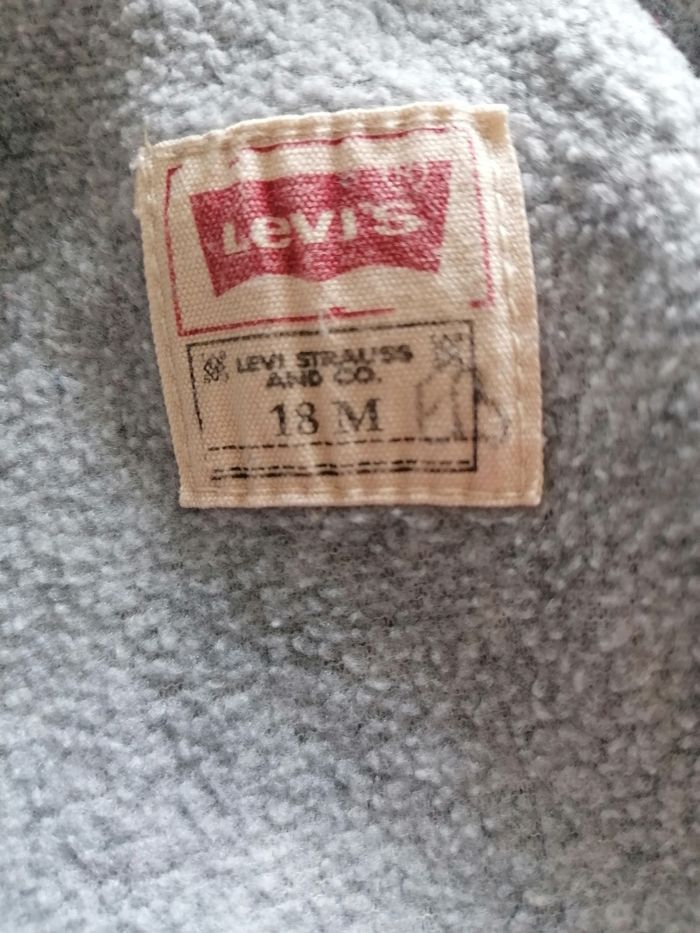 Levi's
LEVI STRAUSS
AND CO.
18 M